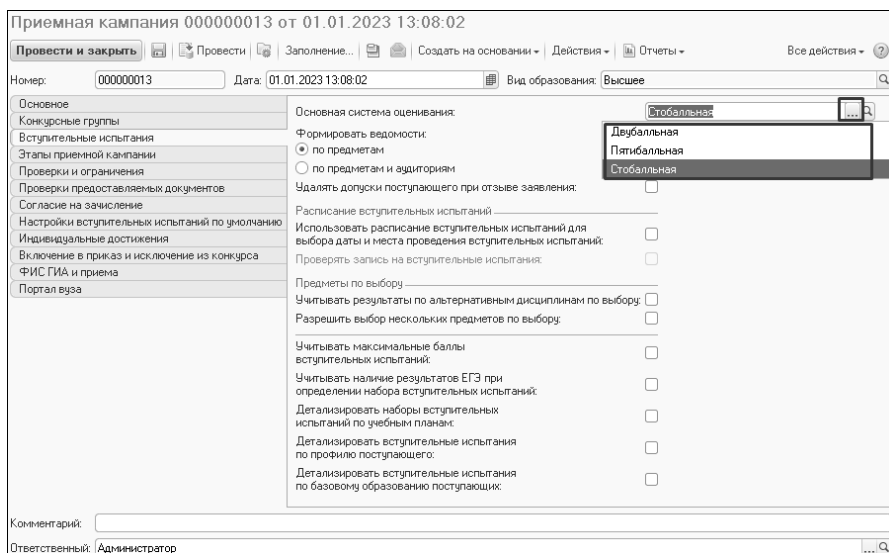 Приемная кампания 000000013 от 01.01.2023 13:08:02
Провести и закрыть Провести Заполнение... Создать на основании Действия Отчеты Все действия ?
Номер: 000000013 Дата: 01.01.2023 13:08:02 Вид образования: Высшее
Основное
Конкурсные группы
Вступительные испытания
Этапы приемной кампании
Проверки и ограничения
Проверки предоставляемых документов
Согласие на зачисление
Настройки вступительных испытаний по умолчанию
Индивидуальные достижения
Включение в приказ и исключение из конкурса
ФИС ГИА и приема
Портал вуза
Основная система оценивания: Стобалльная ...
Двубалльная
Пятибалльная
Стобалльная
Формировать ведомости:
по предметам
по предметам и аудиториям
Удалять допуски поступающего при отзыве заявления:
Расписание вступительных испытаний
Использовать расписание вступительных испытаний для
выбора даты и места проведения вступительных испытаний:
Проверять запись на вступительные испытания:
Предметы по выбору
Учитывать результаты по альтернативным дисциплинам по выбору:
Разрешить выбор нескольких предметов по выбору:
Учитывать максимальные баллы
вступительных испытаний:
Учитывать наличие результатов ЕГЭ при
определении набора вступительных испытаний:
Детализировать наборы вступительных
испытаний по учебным планам:
Детализировать вступительные испытания
по профилю поступающего:
Детализировать вступительные испытания
по базовому образованию поступающих:
Комментарий:
Ответственный: Администратор ...